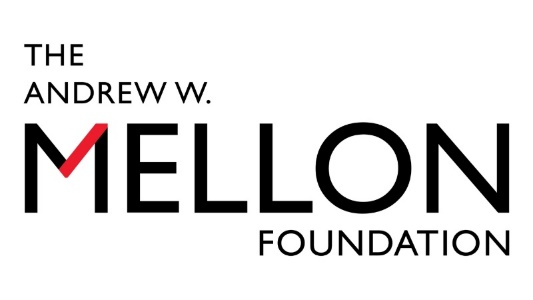 THE
ANDREW W.
MELLON
FOUNDATION